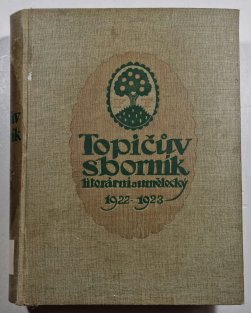 Topičův
sborník
literární a umělecký
1922-1923